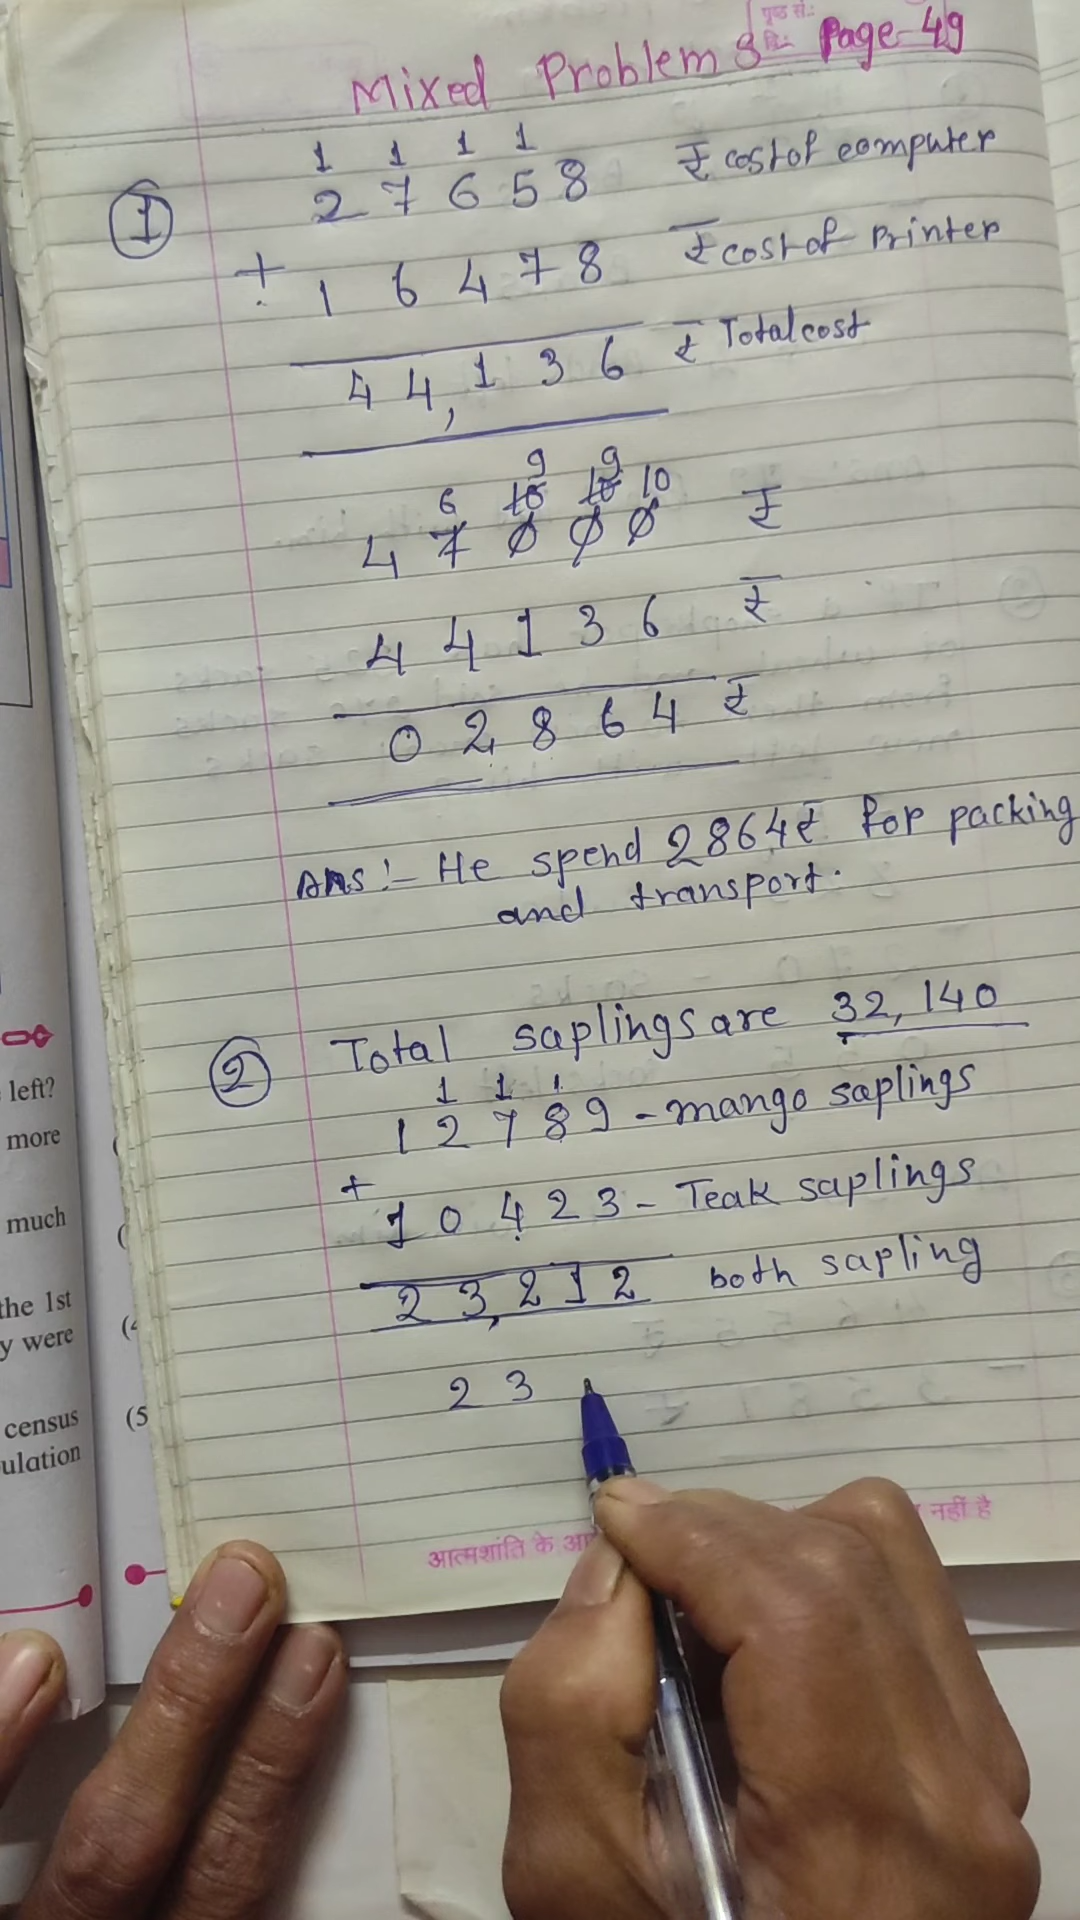 पृष्ठ सं.:
Mixed Problems Page-49
1 1 1 1
① 2 7 6 5 8 ₹ cost of computer
+ 1 6 4 7 8 ₹ cost of Printer
4 4, 1 3 6 ₹ Total cost
9 9
6 10 10 10
4 7 0 0 0 ₹
4 4 1 3 6 ₹
0 2 8 6 4 ₹
Ans :- He spend 2864₹ for packing
and transport.
② Total saplings are 32,140
1 1 1
1 2 7 8 9 - mango saplings
+
1 0 4 2 3 - Teak saplings
2 3, 2 1 2 both sapling
2 3
आत्मशांति के
नहीं है
left?
more
much
the 1st
y were
census
ulation
(5